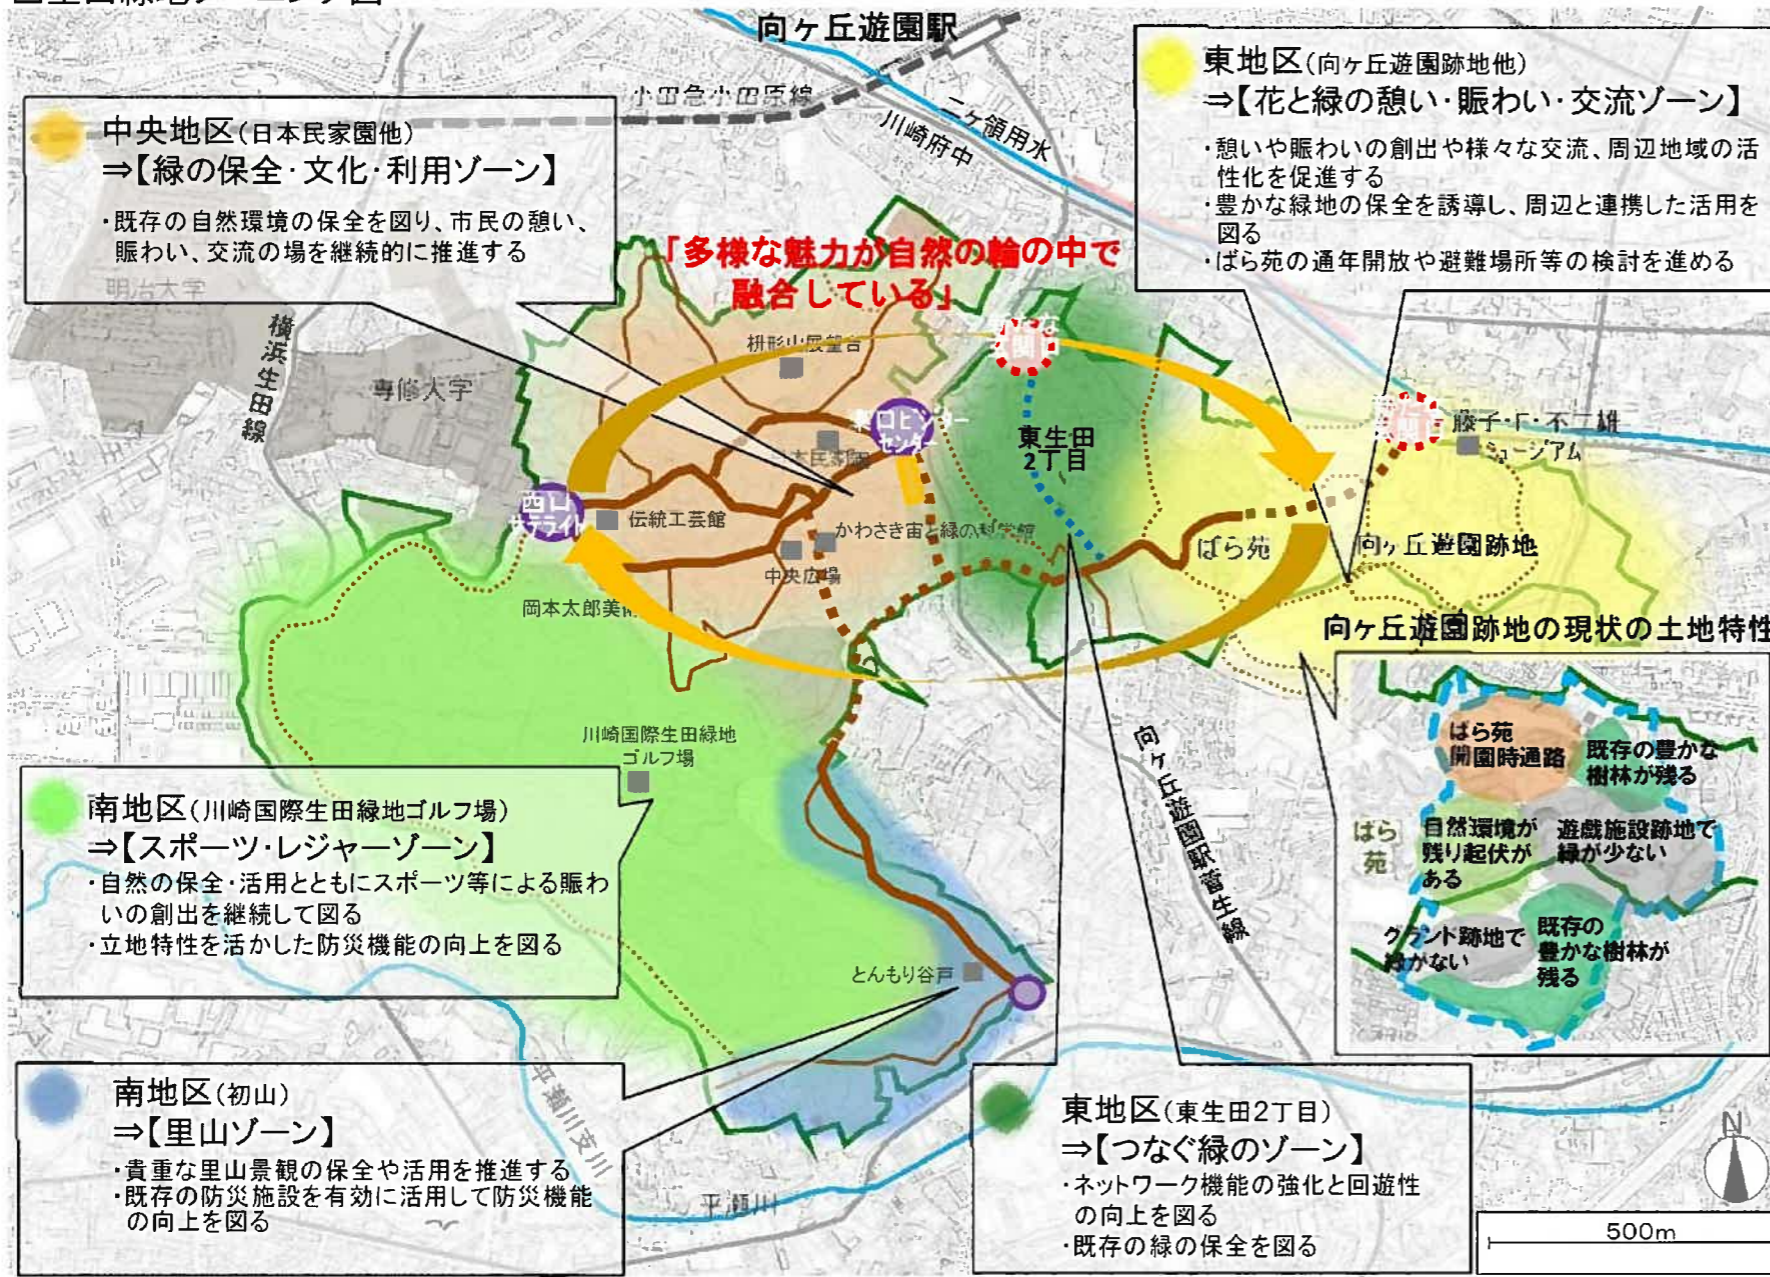 生田緑地ゾーニング図
向ヶ丘遊園駅
小田急小田原線
二ヶ領用水
川崎府中
中央地区(日本民家園他)
⇒【緑の保全・文化・利用ゾーン】
・既存の自然環境の保全を図り、市民の憩い、
賑わい、交流の場を継続的に推進する
東地区(向ヶ丘遊園跡地他)
⇒【花と緑の憩い・賑わい・交流ゾーン】
・憩いや賑わいの創出や様々な交流、周辺地域の活
性化を促進する
・豊かな緑地の保全を誘導し、周辺と連携した活用を
図る
・ばら苑の通年開放や避難場所等の検討を進める
「多様な魅力が自然の輪の中で
融合している」
明治大学
専修大学
横浜生田線
枡形山展望台
東口ビジター
センター
日本民家園
西口
サテライト
伝統工芸館
かわさき宙と緑の科学館
中央広場
岡本太郎美術
東生田
2丁目
玄関口
藤子・F・不二雄
ミュージアム
ばら苑
向ヶ丘遊園跡地
向ヶ丘遊園跡地の現状の土地特性
ばら苑
開園時通路
既存の豊かな
樹林が残る
ばら
苑
自然環境が
残り起伏が
ある
遊戯施設跡地で
緑が少ない
グランド跡地で
緑がない
既存の
豊かな樹林が
残る
川崎国際生田緑地
ゴルフ場
向ヶ丘遊園駅菅生線
南地区(川崎国際生田緑地ゴルフ場)
⇒【スポーツ・レジャーゾーン】
・自然の保全・活用とともにスポーツ等による賑わ
いの創出を継続して図る
・立地特性を活かした防災機能の向上を図る
とんもり谷戸
南地区(初山)
⇒【里山ゾーン】
・貴重な里山景観の保全や活用を推進する
・既存の防災施設を有効に活用して防災機能
の向上を図る
平瀬川支川
平瀬川
東地区(東生田2丁目)
⇒【つなぐ緑のゾーン】
・ネットワーク機能の強化と回遊性
の向上を図る
・既存の緑の保全を図る
N
500m